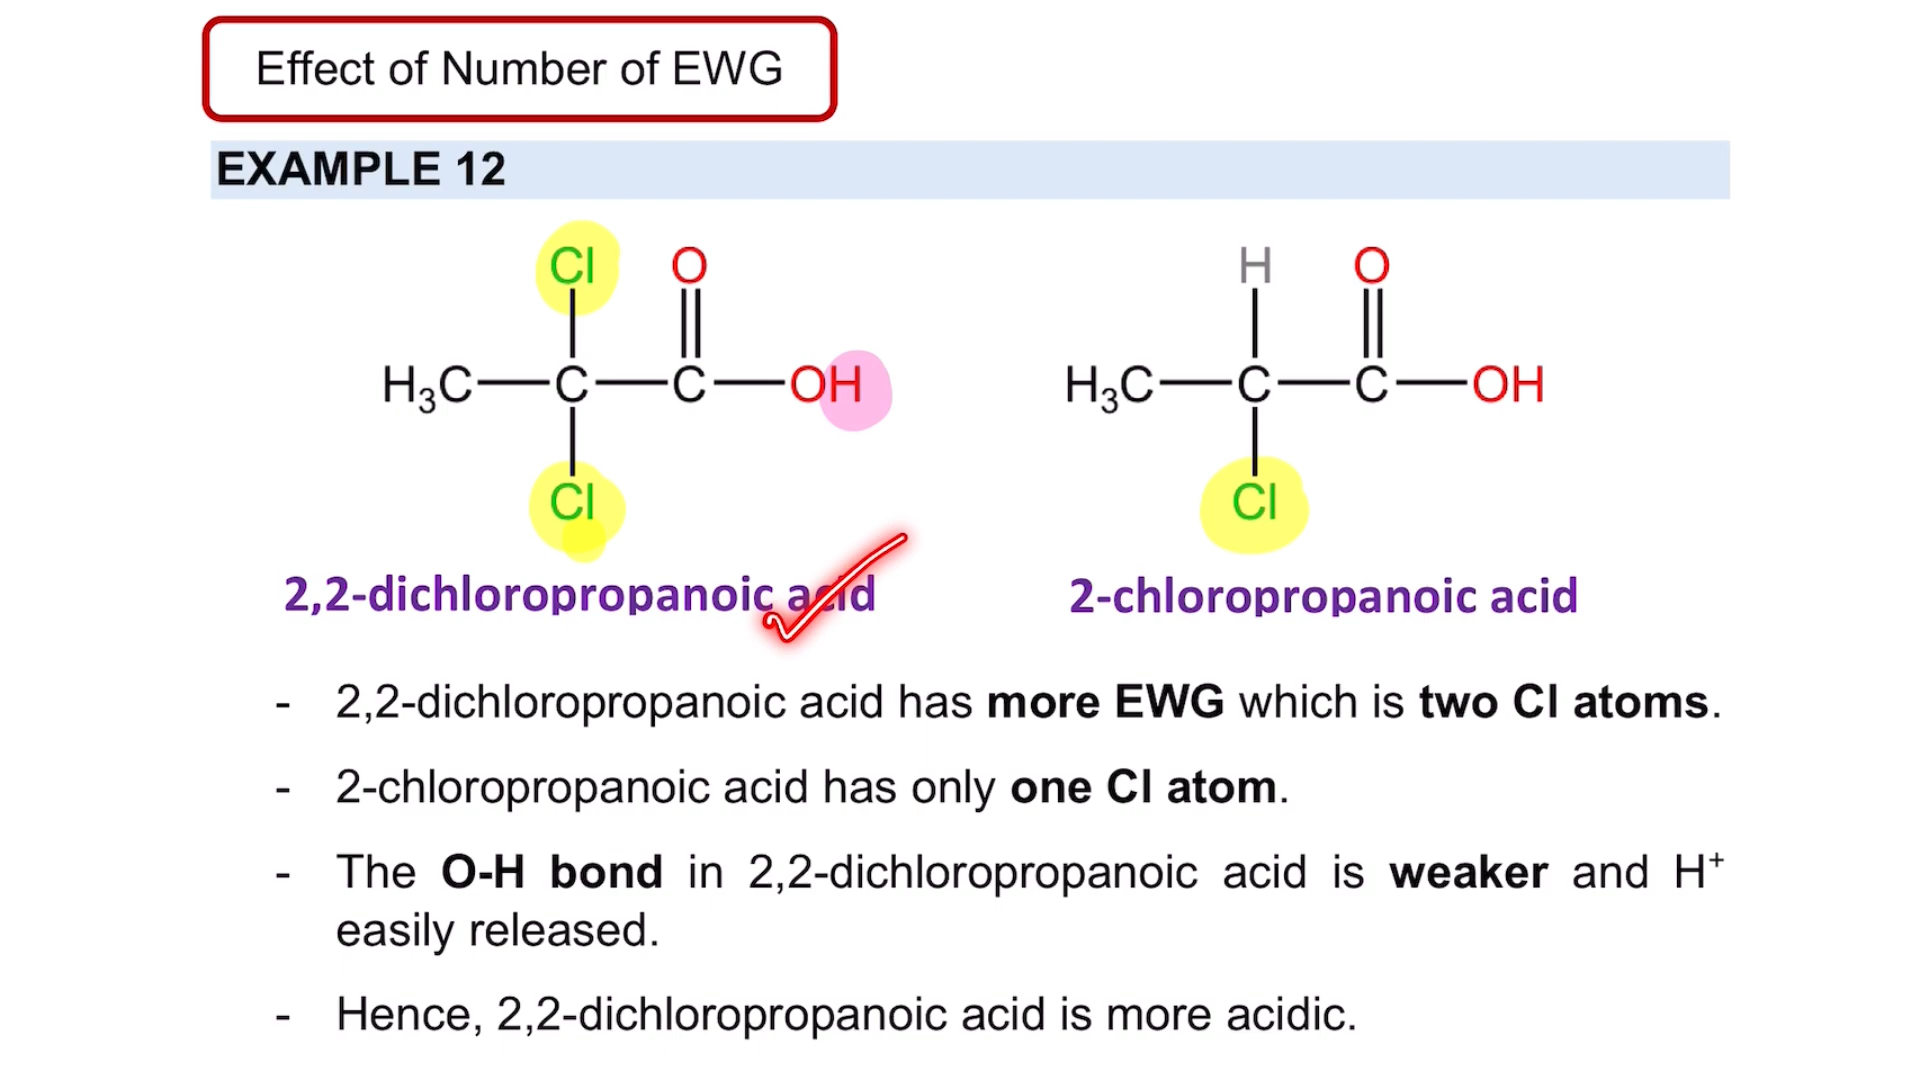 Effect of Number of EWG
EXAMPLE 12
Cl O H O
H₃C C C OH H₃C C C OH
Cl Cl
2,2-dichloropropanoic acid 2-chloropropanoic acid
- 2,2-dichloropropanoic acid has more EWG which is two Cl atoms.
- 2-chloropropanoic acid has only one Cl atom.
- The O-H bond in 2,2-dichloropropanoic acid is weaker and H⁺
easily released.
- Hence, 2,2-dichloropropanoic acid is more acidic.